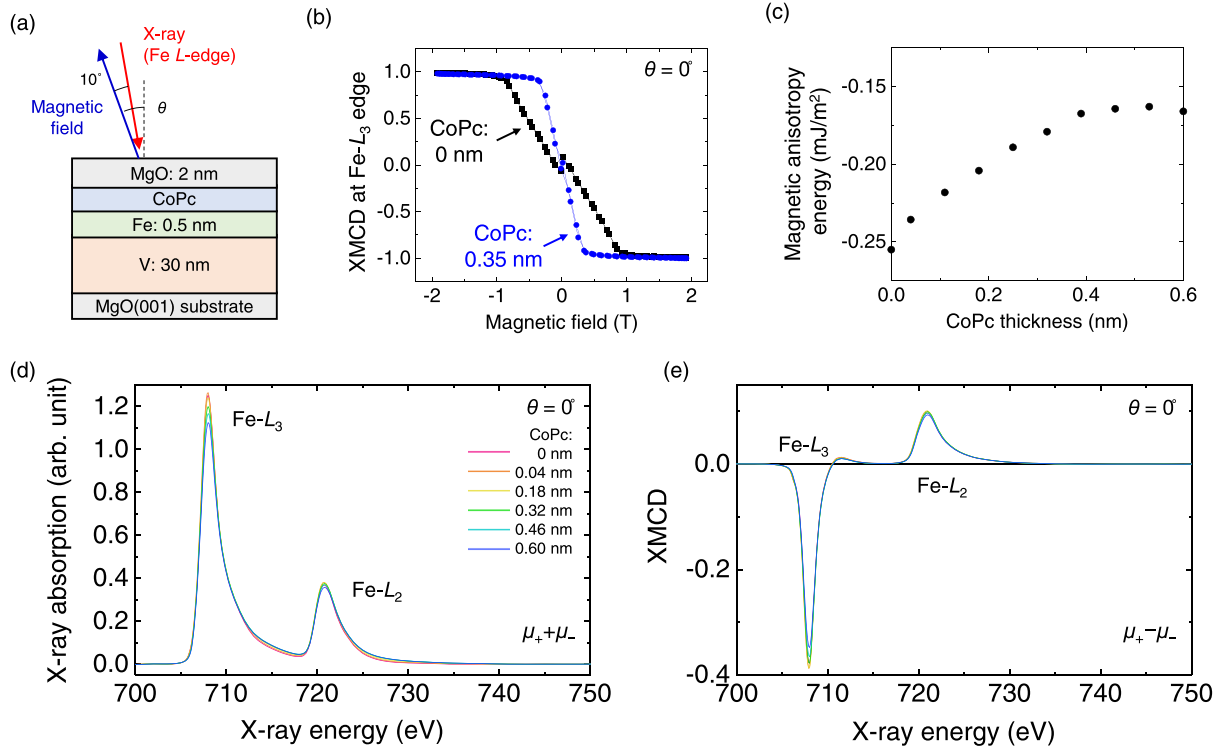 (a)
X-ray
(Fe L-edge)
10°
θ
Magnetic
field
MgO: 2 nm
CoPc
Fe: 0.5 nm
V: 30 nm
MgO(001) substrate
(b)
θ = 0°
CoPc:
0 nm
CoPc:
0.35 nm
1.0
0.5
0.0
-0.5
-1.0
XMCD at Fe-L₃ edge
-2 -1 0 1 2
Magnetic field (T)
(c)
-0.15
-0.20
-0.25
Magnetic anisotropy
energy (mJ/m²)
0.0 0.2 0.4 0.6
CoPc thickness (nm)
(d)
θ = 0°
Fe-L₃
CoPc:
0 nm
0.04 nm
0.18 nm
0.32 nm
0.46 nm
0.60 nm
Fe-L₂
μ₊+μ₋
1.2
1.0
0.8
0.6
0.4
0.2
0.0
X-ray absorption (arb. unit)
700 710 720 730 740 750
X-ray energy (eV)
(e)
θ = 0°
Fe-L₃
Fe-L₂
μ₊−μ₋
0.0
-0.2
-0.4
XMCD
700 710 720 730 740 750
X-ray energy (eV)